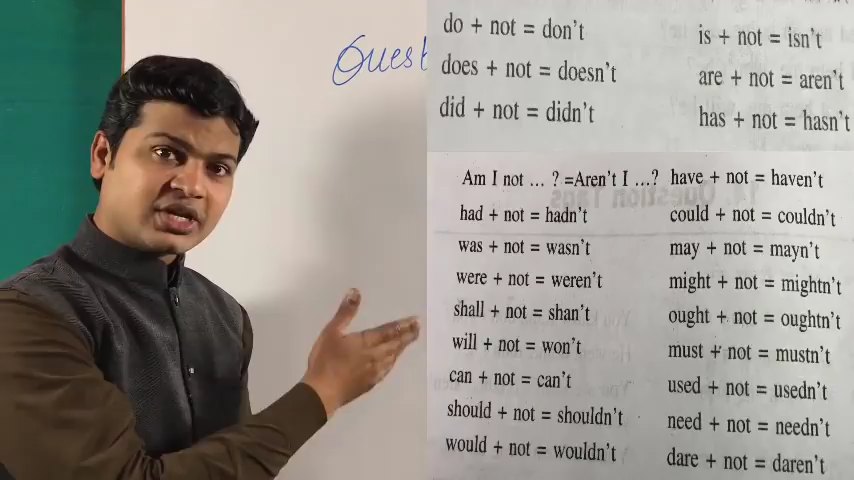 Quest
do + not = don't
does + not = doesn't
did + not = didn't
is + not = isn't
are + not = aren't
has + not = hasn't
Am I not ... ? =Aren't I ...?
had + not = hadn't
was + not = wasn't
were + not = weren't
shall + not = shan't
will + not = won't
can + not = can't
should + not = shouldn't
would + not = wouldn't
have + not = haven't
could + not = couldn't
may + not = mayn't
might + not = mightn't
ought + not = oughtn't
must + not = mustn't
used + not = usedn't
need + not = needn't
dare + not = daren't